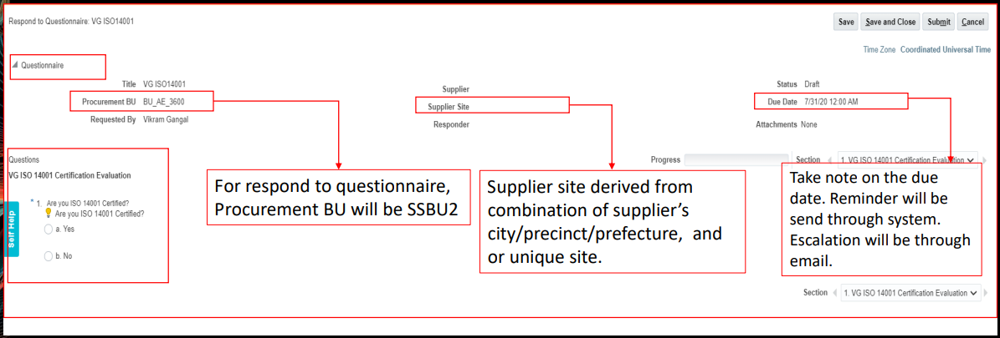 Respond to Questionnaire: VG ISO14001
Save Save and Close Submit Cancel
Time Zone Coordinated Universal Time
Questionnaire
Title VG ISO14001
Procurement BU BU_AE_3600
Requested By Vikram Gangal
Supplier
Supplier Site
Responder
Status Draft
Due Date 7/31/20 12:00 AM
Attachments None
Questions
Progress
Section 1. VG ISO 14001 Certification Evaluation
VG ISO 14001 Certification Evaluation
* 1. Are you ISO 14001 Certified?
Are you ISO 14001 Certified?
a. Yes
b. No
Self Help
For respond to questionnaire,
Procurement BU will be SSBU2
Supplier site derived from
combination of supplier’s
city/precinct/prefecture, and
or unique site.
Take note on the due
date. Reminder will be
send through system.
Escalation will be through
email.
Section 1. VG ISO 14001 Certification Evaluation